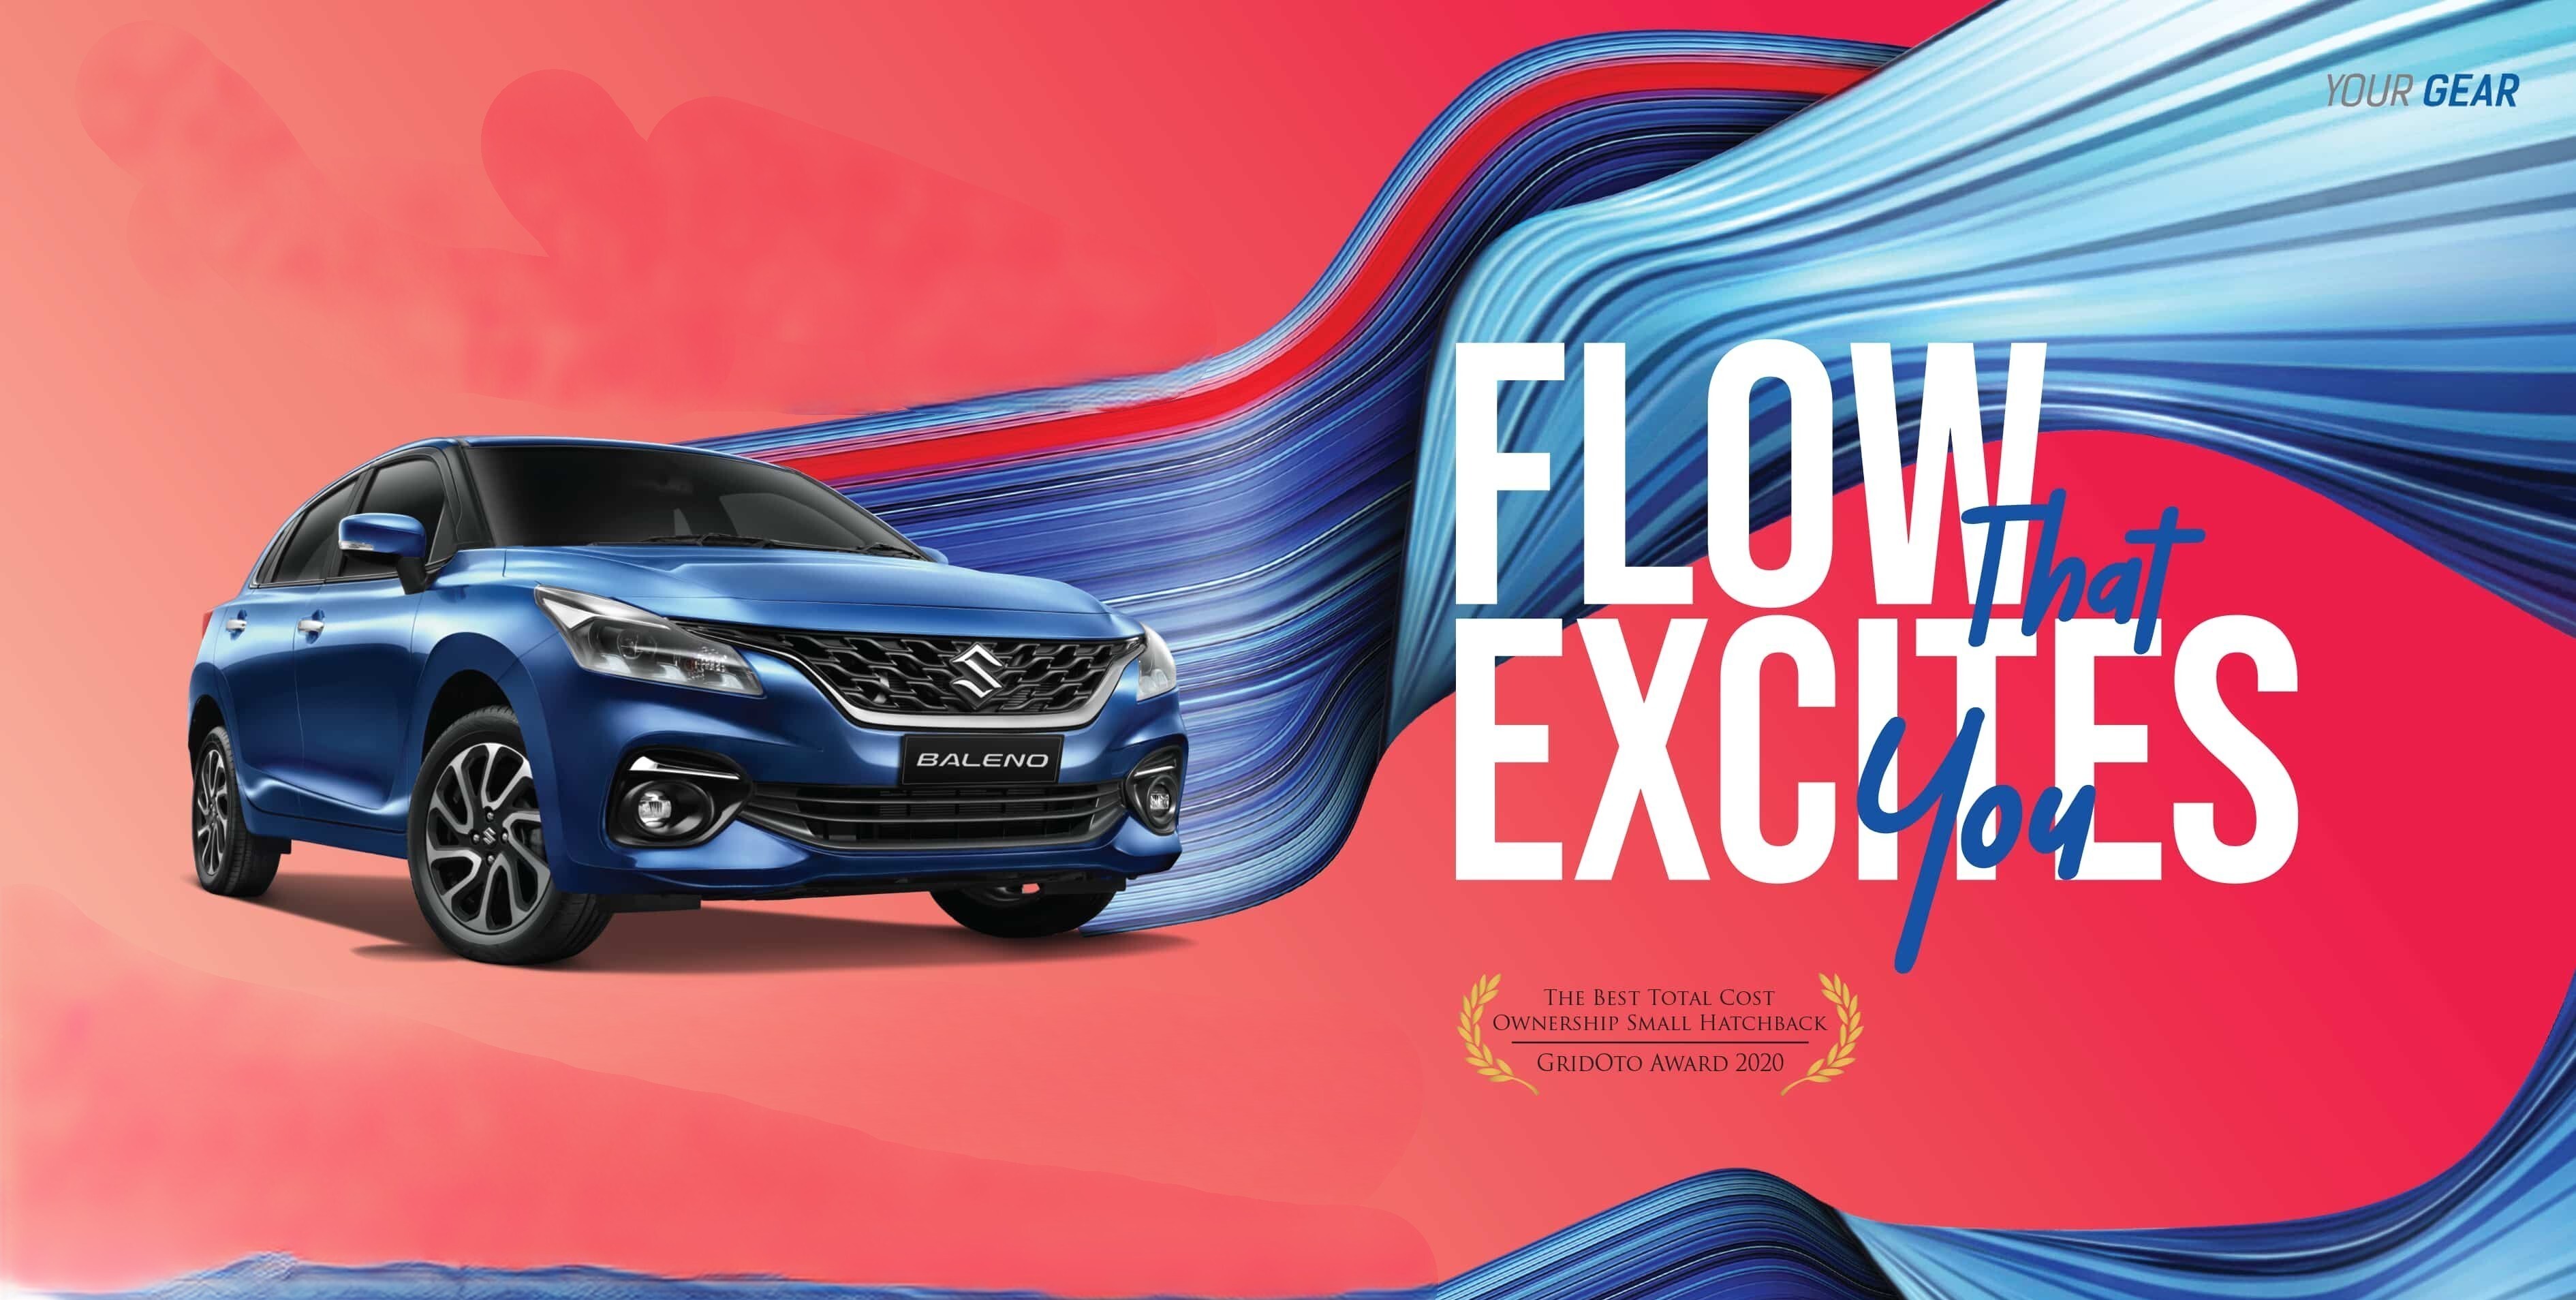 YOUR GEAR
FLOW
That
EXCITES
You
BALENO
THE BEST TOTAL COST
OWNERSHIP SMALL HATCHBACK
GRIDOTO AWARD 2020